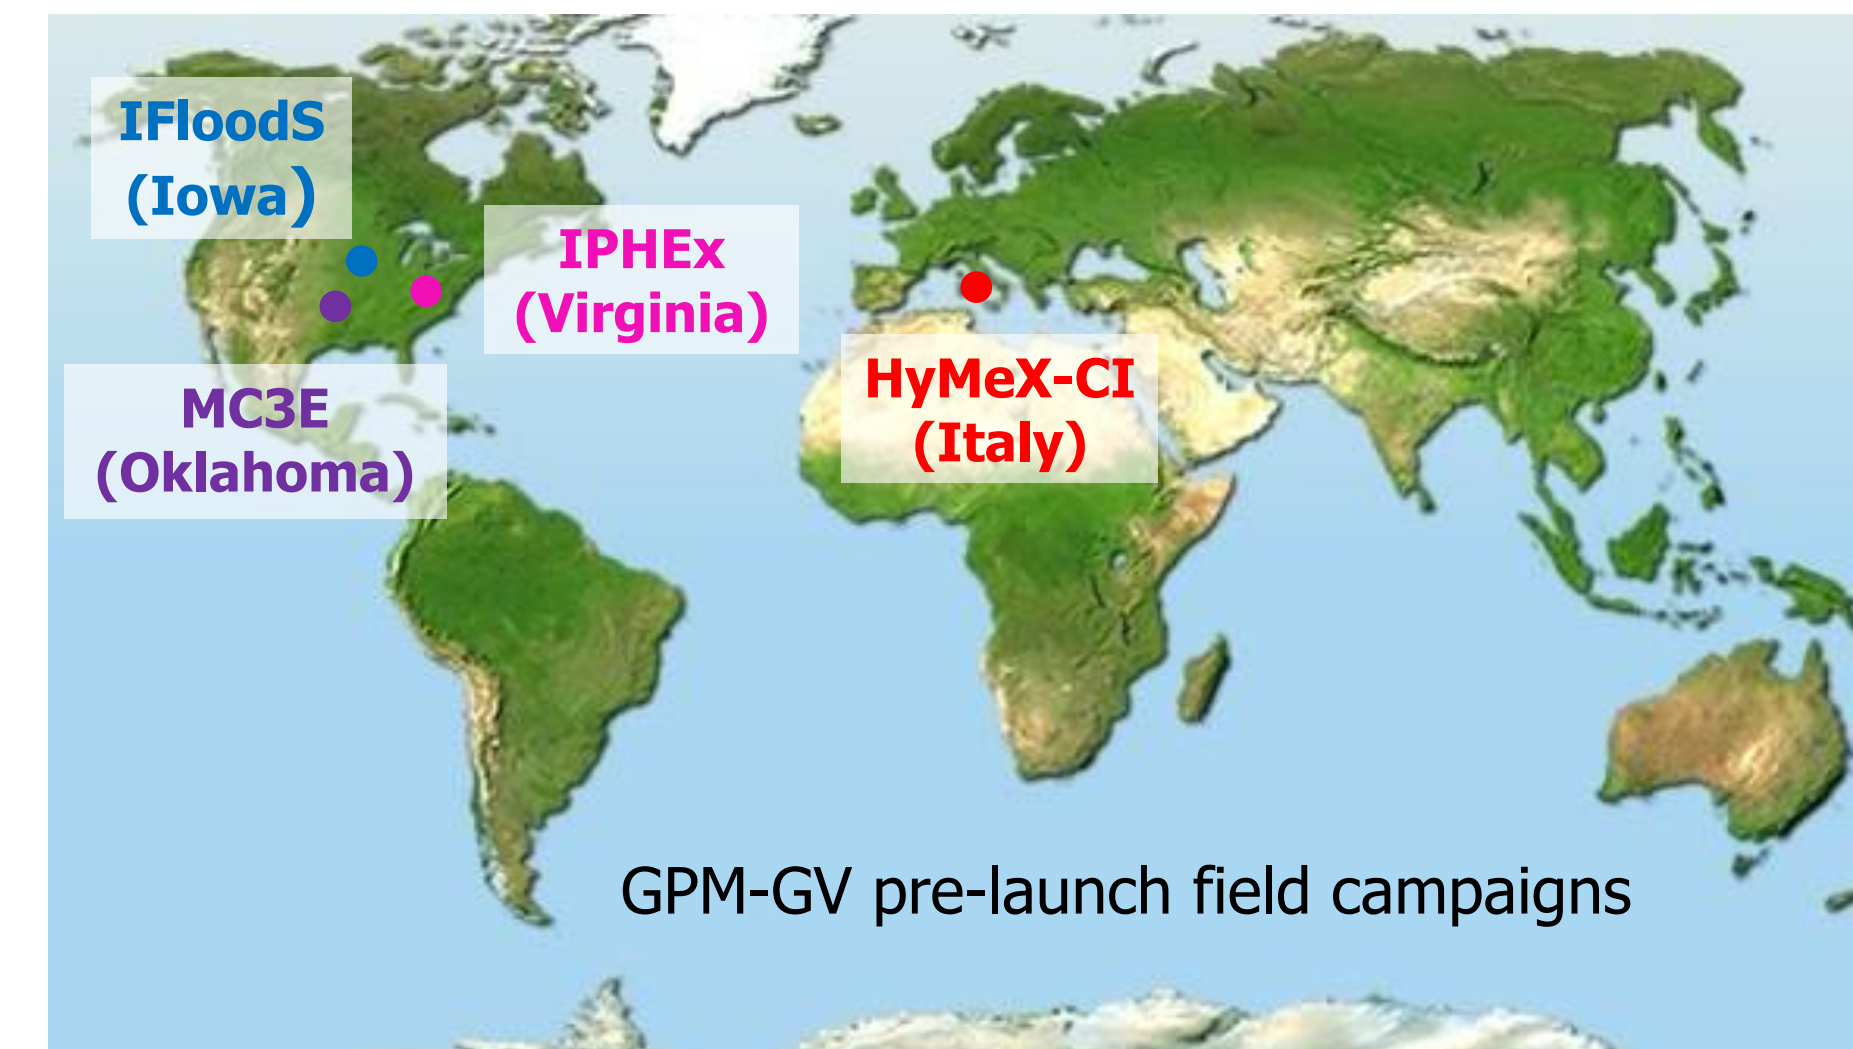 IFloodS
(Iowa)
IPHEx
(Virginia)
HyMeX-CI
(Italy)
MC3E
(Oklahoma)
GPM-GV pre-launch field campaigns